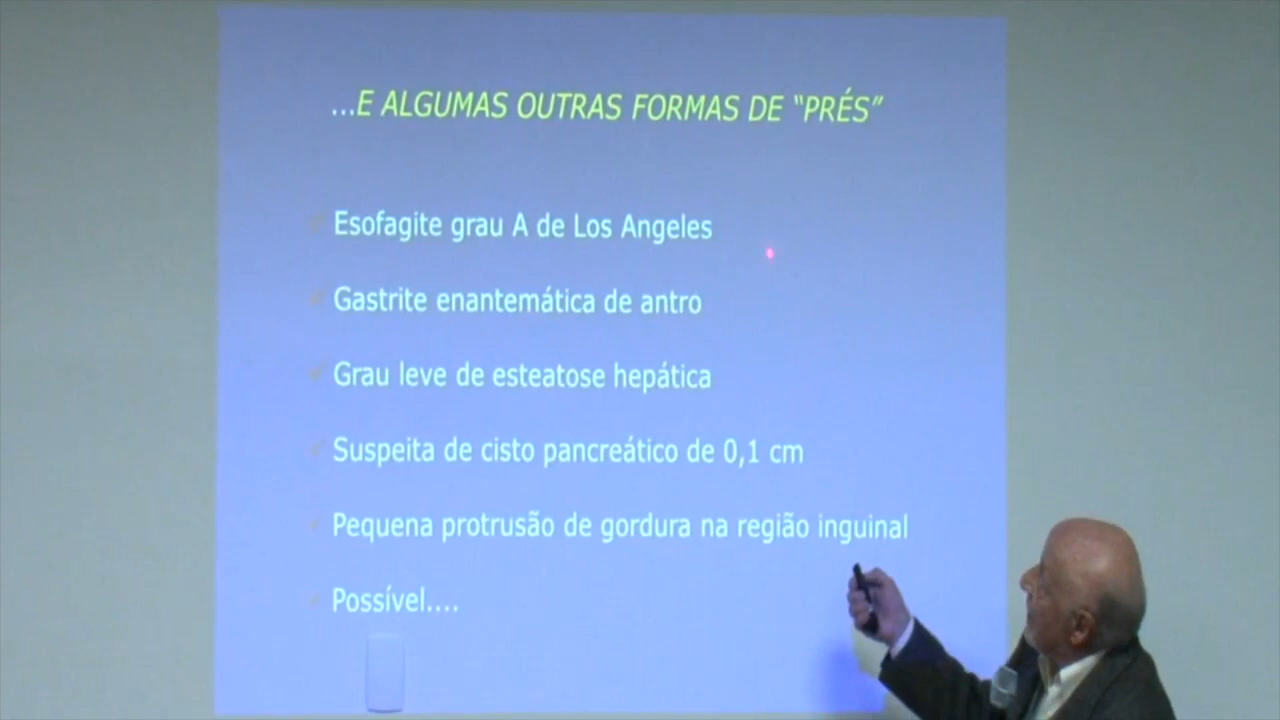 ...E ALGUMAS OUTRAS FORMAS DE “PRÉS”
Esofagite grau A de Los Angeles
Gastrite enantemática de antro
Grau leve de esteatose hepática
Suspeita de cisto pancreático de 0,1 cm
Pequena protrusão de gordura na região inguinal
Possível....